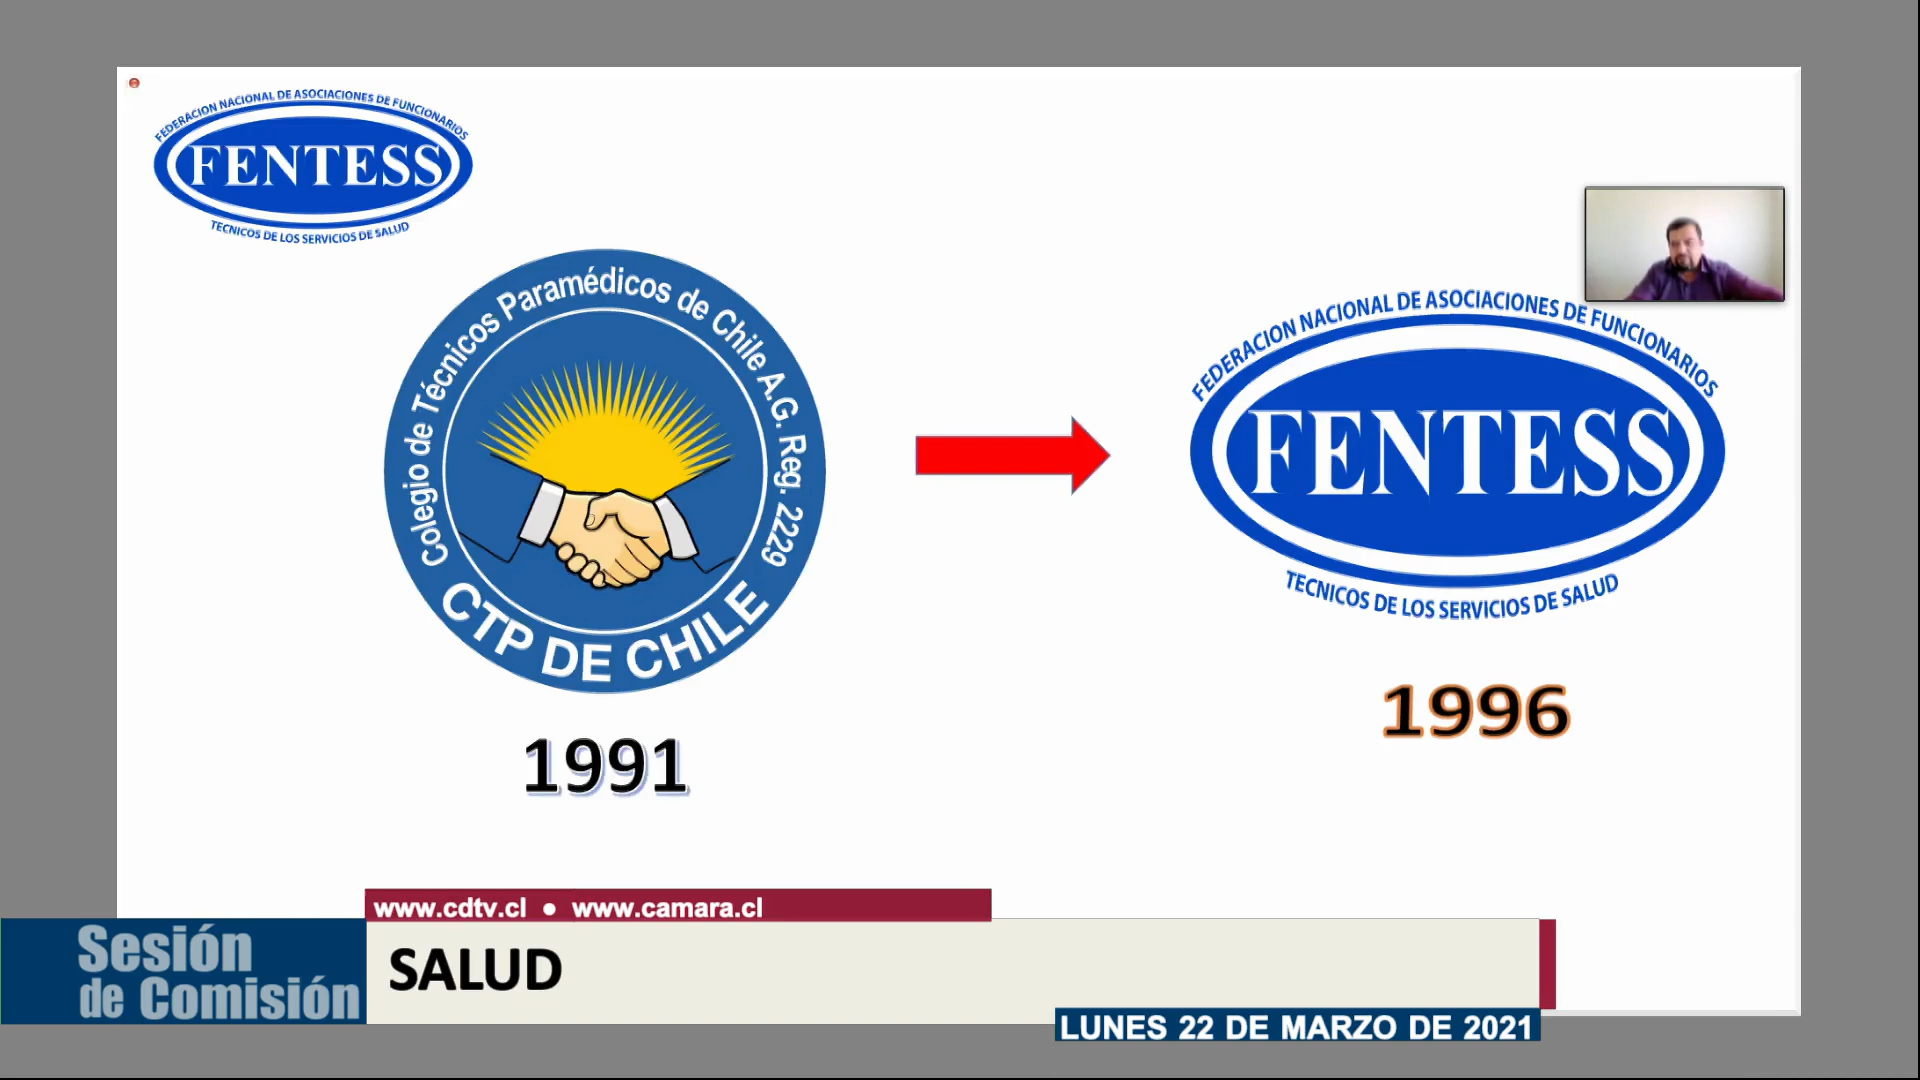 FEDERACION NACIONAL DE ASOCIACIONES DE FUNCIONARIOS
FENTESS
TECNICOS DE LOS SERVICIOS DE SALUD
Colegio de Técnicos Paramédicos de Chile A.G. Reg. 2229
CTP DE CHILE
1991
FEDERACION NACIONAL DE ASOCIACIONES DE FUNCIONARIOS
FENTESS
TECNICOS DE LOS SERVICIOS DE SALUD
1996
www.cdtv.cl • www.camara.cl
Sesión
de Comisión
SALUD
LUNES 22 DE MARZO DE 2021